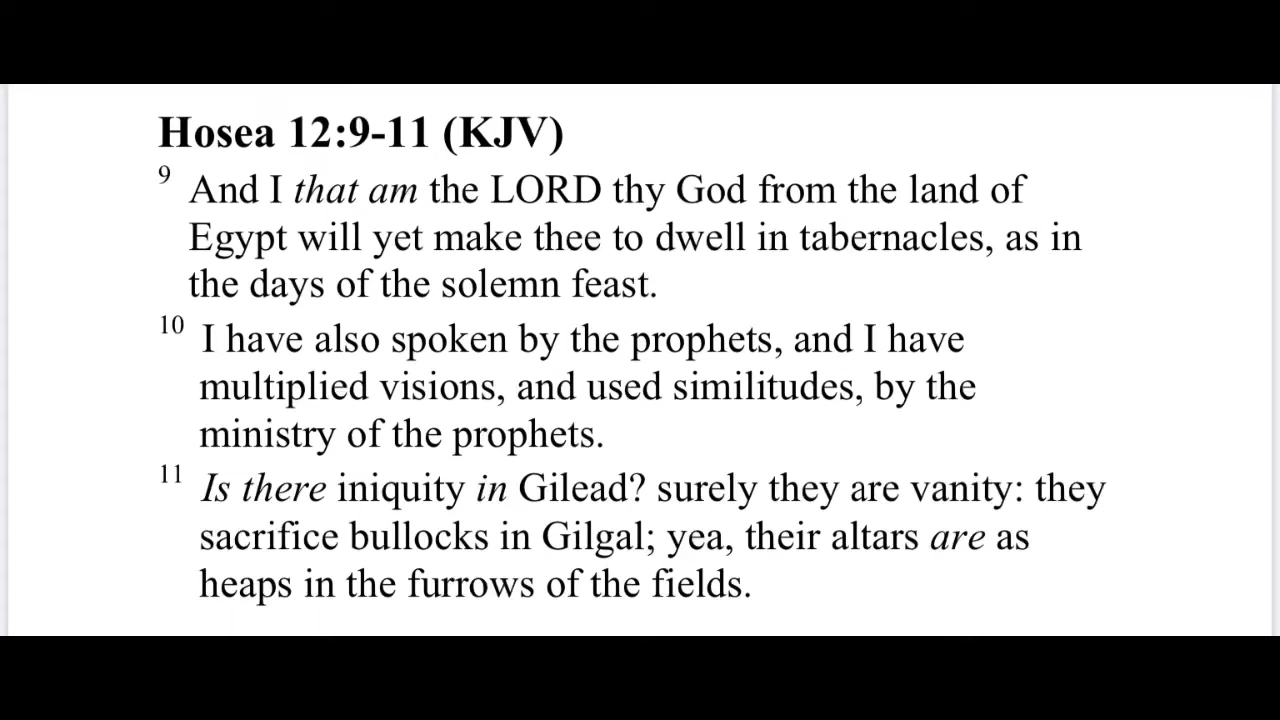 Hosea 12:9-11 (KJV)
9 And I that am the LORD thy God from the land of
Egypt will yet make thee to dwell in tabernacles, as in
the days of the solemn feast.
10 I have also spoken by the prophets, and I have
multiplied visions, and used similitudes, by the
ministry of the prophets.
11 Is there iniquity in Gilead? surely they are vanity: they
sacrifice bullocks in Gilgal; yea, their altars are as
heaps in the furrows of the fields.